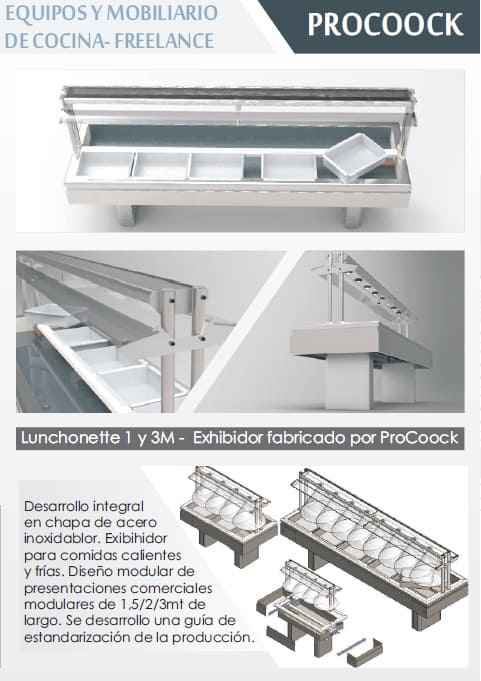 EQUIPOS Y MOBILIARIO
DE COCINA- FREELANCE
PROCOOCK
Lunchonette 1 y 3M - Exhibidor fabricado por ProCoock
Desarrollo integral
en chapa de acero
inoxidablor. Exibihidor
para comidas calientes
y frías. Diseño modular de
presentaciones comerciales
modulares de 1,5/2/3mt de
largo. Se desarrollo una guía de
estandarización de la producción.